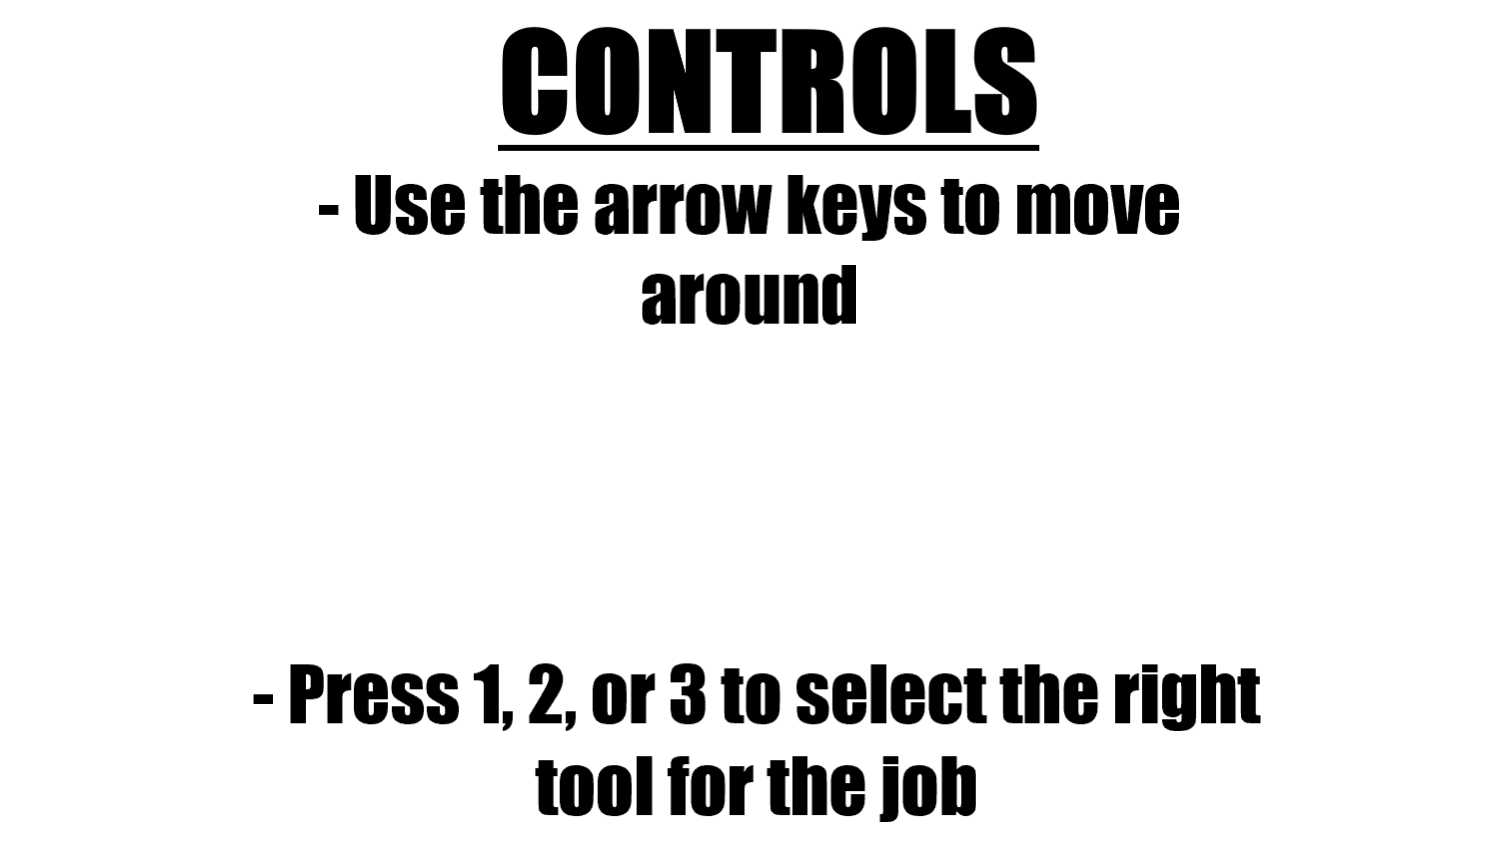 CONTROLS
- Use the arrow keys to move
around
- Press 1, 2, or 3 to select the right
tool for the job